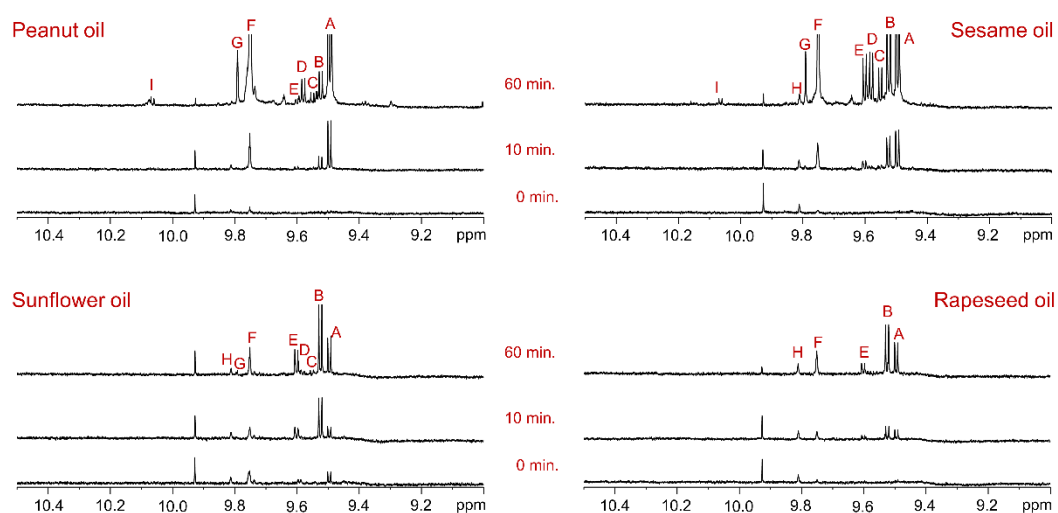 Peanut oil
G
F
A
I
E
D
C
B
60 min.
10 min.
0 min.
10.4 10.2 10.0 9.8 9.6 9.4 9.2 ppm
Sesame oil
I
H
G
F
E
D
C
B
A
10.4 10.2 10.0 9.8 9.6 9.4 9.2 ppm
Sunflower oil
H
G
F
E
D
C
B
A
60 min.
10 min.
0 min.
10.4 10.2 10.0 9.8 9.6 9.4 9.2 ppm
Rapeseed oil
H
F
E
B
A
10.4 10.2 10.0 9.8 9.6 9.4 9.2 ppm